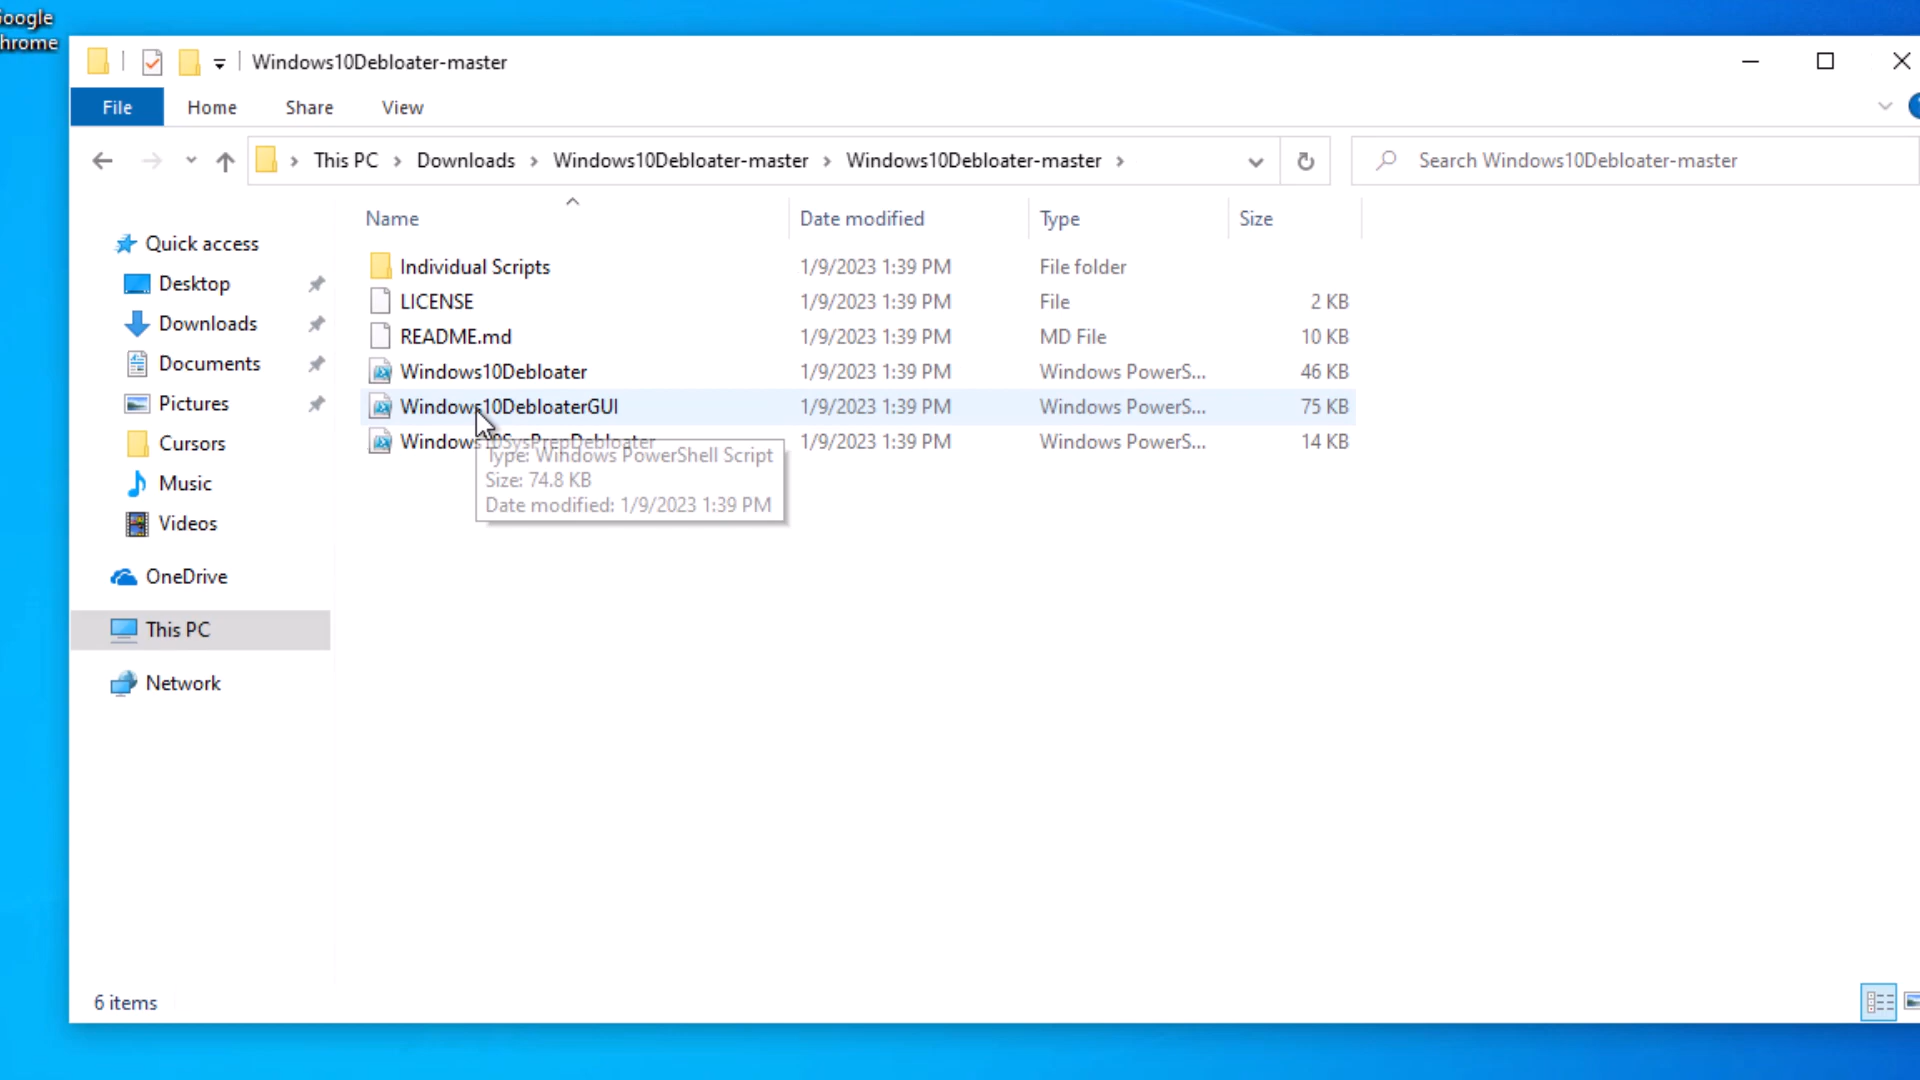 Google
Chrome
Windows10Debloater-master
File Home Share View
This PC Downloads Windows10Debloater-master Windows10Debloater-master
Search Windows10Debloater-master
Name Date modified Type Size
Quick access
Desktop
Downloads
Documents
Pictures
Cursors
Music
Videos
OneDrive
This PC
Network
Individual Scripts 1/9/2023 1:39 PM File folder
LICENSE 1/9/2023 1:39 PM File 2 KB
README.md 1/9/2023 1:39 PM MD File 10 KB
Windows10Debloater 1/9/2023 1:39 PM Windows PowerS... 46 KB
Windows10DebloaterGUI 1/9/2023 1:39 PM Windows PowerS... 75 KB
Windows10SysPrepDebloater 1/9/2023 1:39 PM Windows PowerS... 14 KB
Type: Windows PowerShell Script
Size: 74.8 KB
Date modified: 1/9/2023 1:39 PM
6 items